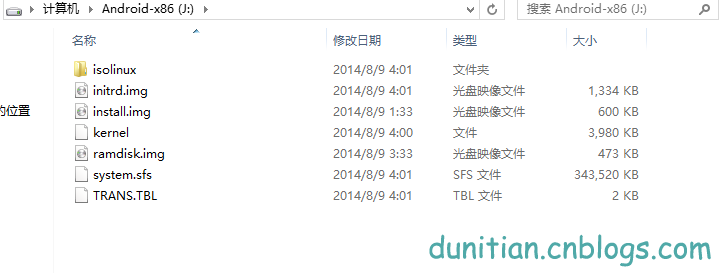 计算机 Android-x86 (J:) 搜索 Android-x86 (J:)
名称 修改日期 类型 大小
isolinux 2014/8/9 4:01 文件夹
initrd.img 2014/8/9 4:01 光盘映像文件 1,334 KB
install.img 2014/8/9 1:33 光盘映像文件 600 KB
的位置
kernel 2014/8/9 4:00 文件 3,980 KB
ramdisk.img 2014/8/9 3:33 光盘映像文件 473 KB
system.sfs 2014/8/9 4:01 SFS 文件 343,520 KB
TRANS.TBL 2014/8/9 4:01 TBL 文件 2 KB
dunitian.cnblogs.com